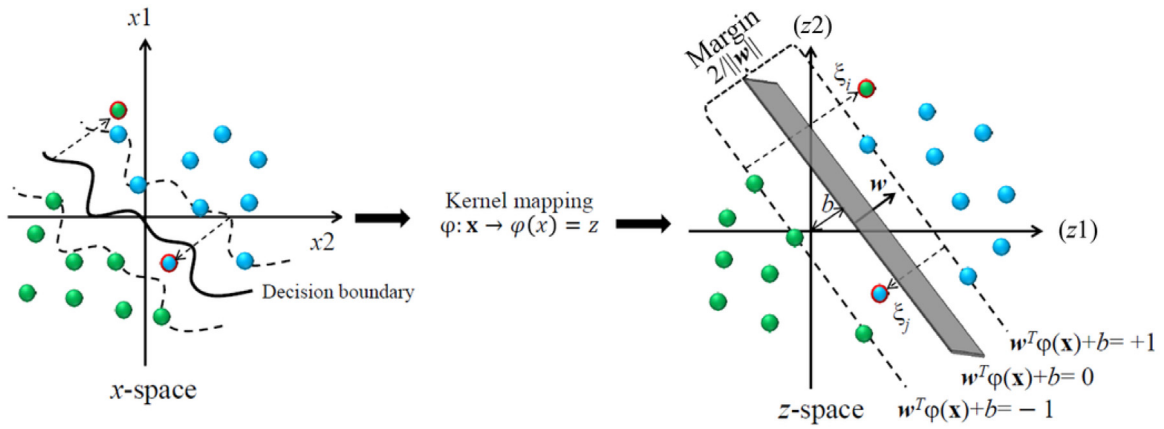 x1
x2
Decision boundary
x-space
Kernel mapping
φ: x → φ(x) = z
Margin
2/||w||
(z2)
ξi
w
b
(z1)
ξj
wᵀφ(x)+b= +1
wᵀφ(x)+b= 0
wᵀφ(x)+b= − 1
z-space